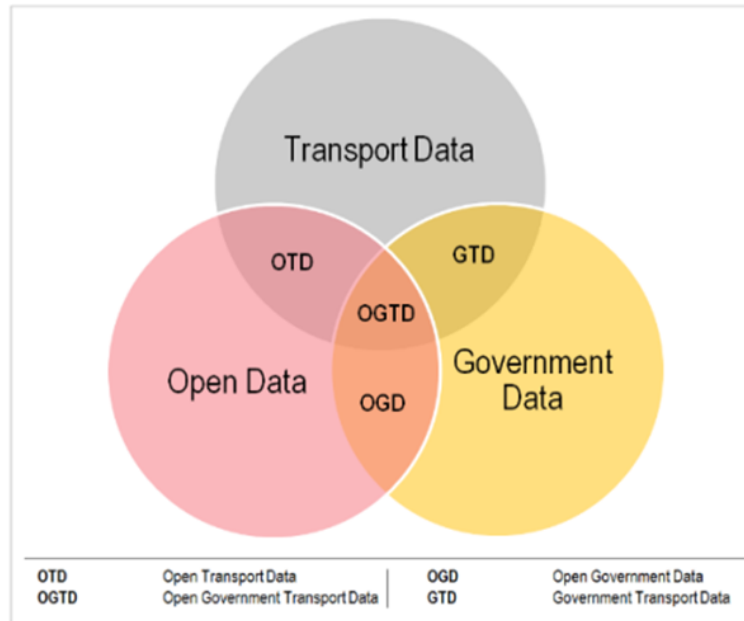 Transport Data
OTD
GTD
OGTD
Open Data
Government
Data
OGD
OTD Open Transport Data OGD Open Government Data
OGTD Open Government Transport Data GTD Government Transport Data